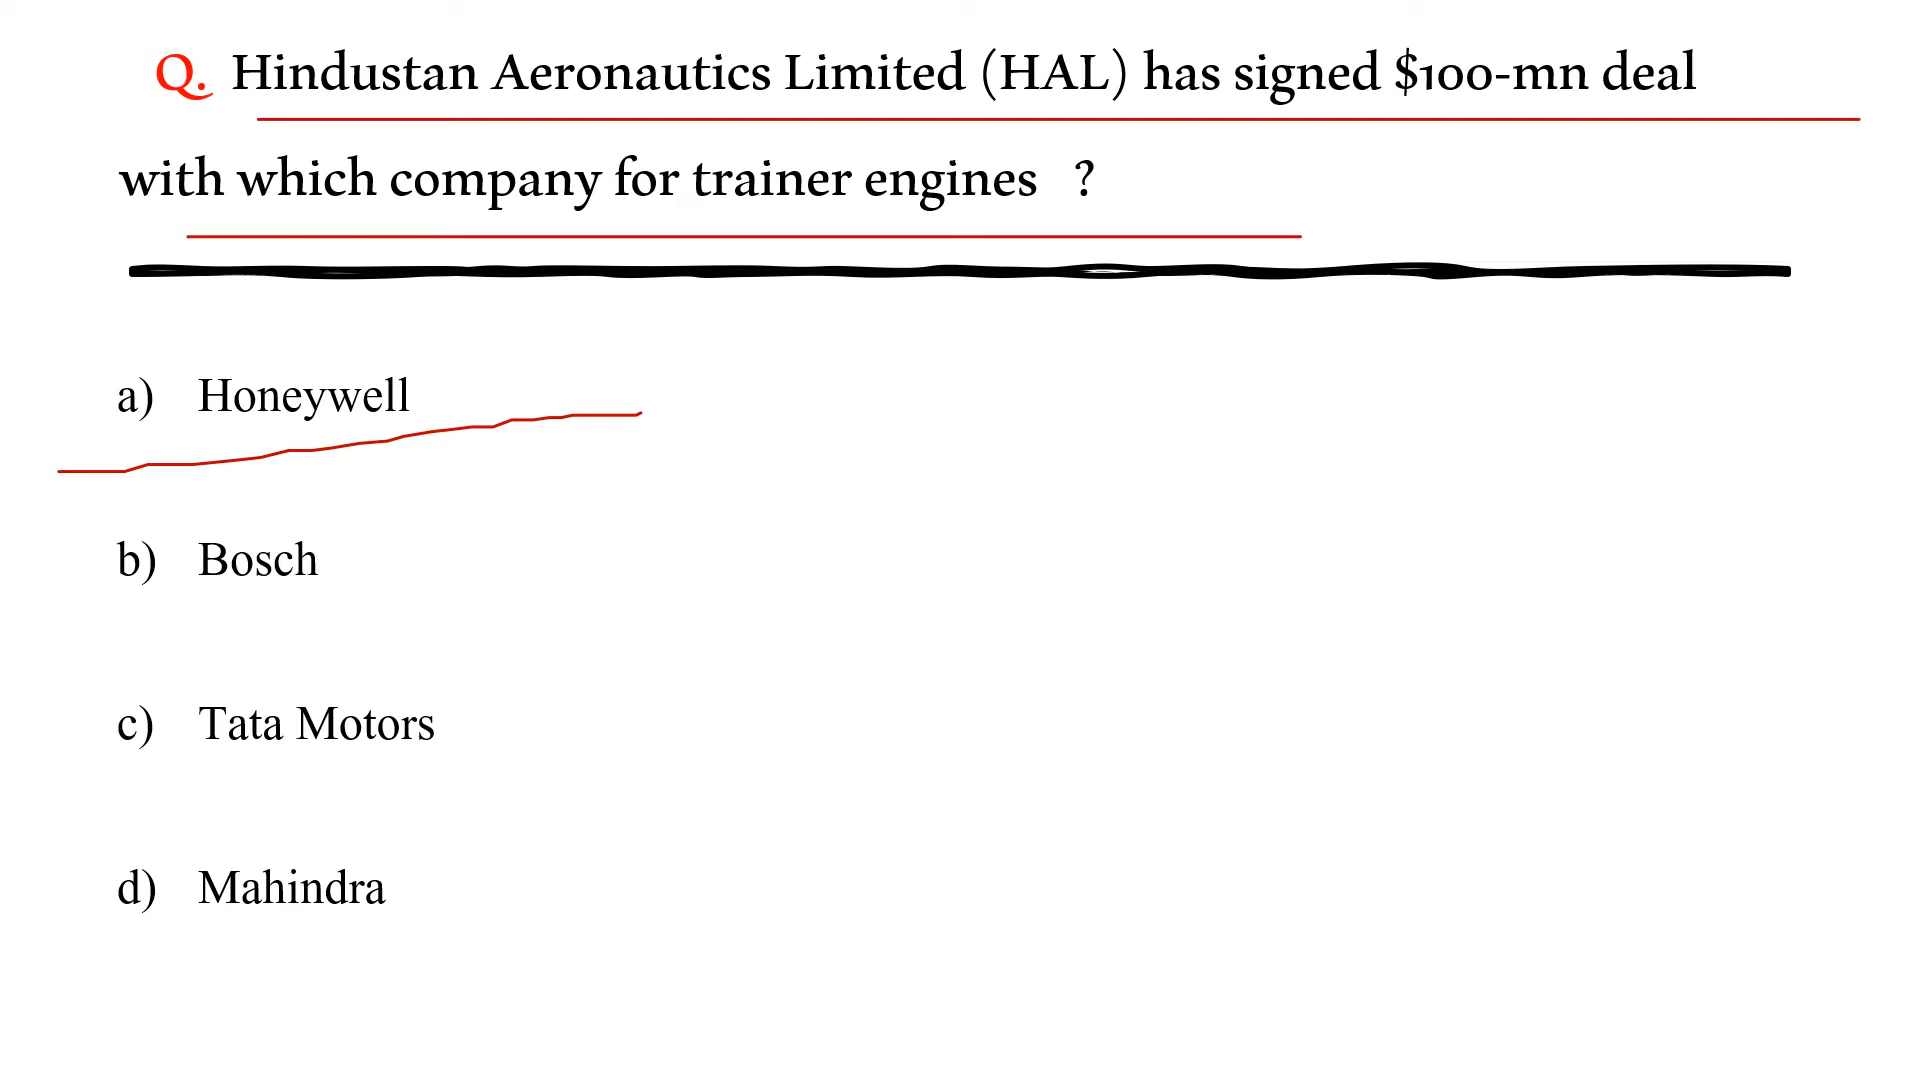 Q. Hindustan Aeronautics Limited (HAL) has signed $100-mn deal
with which company for trainer engines ?
a) Honeywell
b) Bosch
c) Tata Motors
d) Mahindra